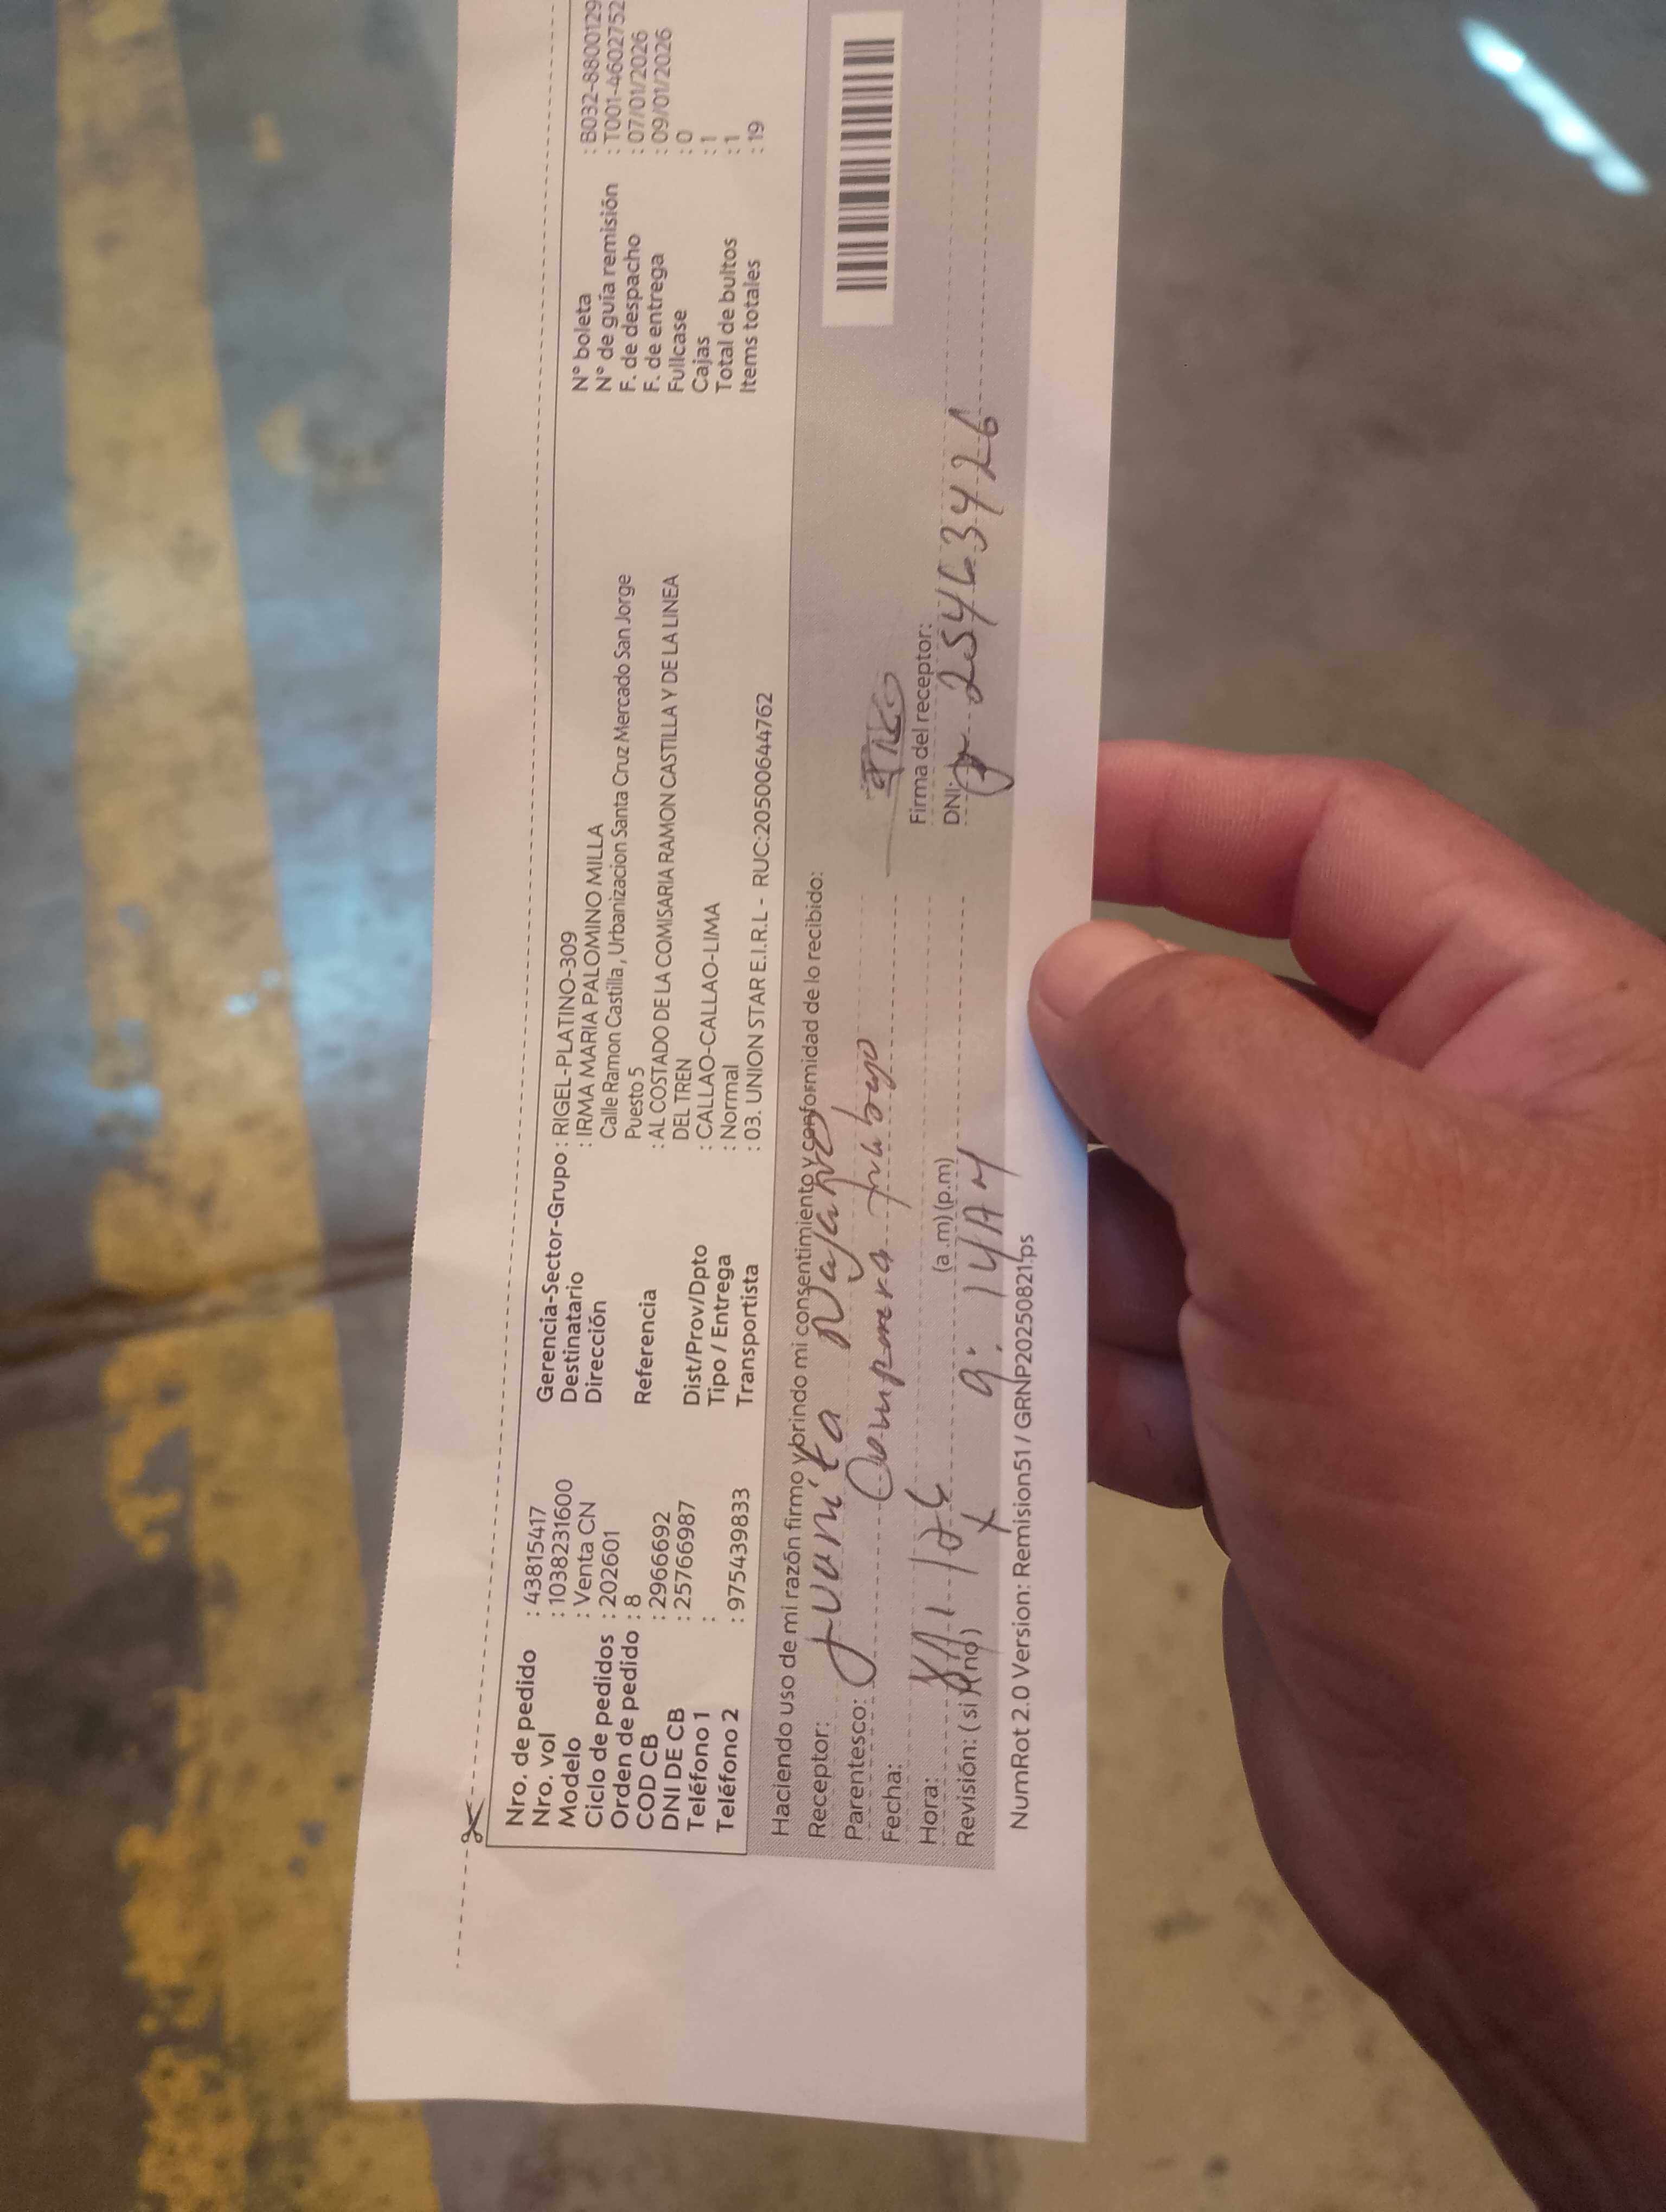 Nro. de pedido : 43815417
Nro. vol : 1038231600
Modelo : Venta CN
Ciclo de pedidos : 202601
Orden de pedido : 8
COD CB : 2966692
DNI DE CB : 25766987
Teléfono 1 :
Teléfono 2 : 975439833
Gerencia-Sector-Grupo : RIGEL-PLATINO-309
Destinatario : IRMA MARIA PALOMINO MILLA
Dirección Calle Ramon Castilla , Urbanizacion Santa Cruz Mercado San Jorge
Puesto 5
Referencia : AL COSTADO DE LA COMISARIA RAMON CASTILLA Y DE LA LINEA
DEL TREN
Dist/Prov/Dpto : CALLAO-CALLAO-LIMA
Tipo / Entrega : Normal
Transportista : 03. UNION STAR E.I.R.L - RUC:20500644762
N° boleta : B032-8800129
N° de guía remisión : T001-4602752
F. de despacho : 07/01/2026
F. de entrega : 09/01/2026
Fullcase : 0
Cajas : 1
Total de bultos : 1
Items totales : 19
Haciendo uso de mi razón firmo y brindo mi consentimiento y conformidad de lo recibido:
Receptor: Juanita
Parentesco: Compañera trabajo
Fecha:
Hora: (a .m) (p.m) 9:14AM
Revisión: ( si / no ) X
Firma del receptor:
DNI: 25463426
NumRot 2.0 Version: Remision51 / GRNP20250821.ps